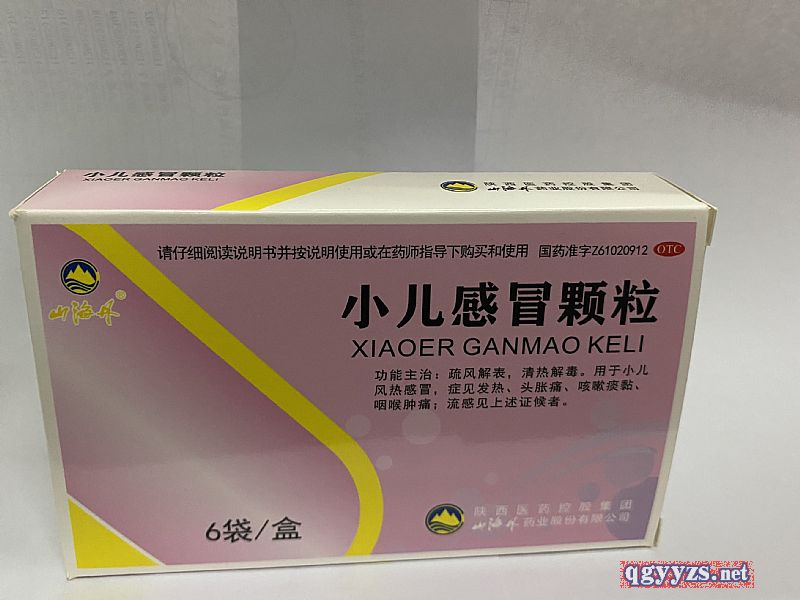 小儿感冒颗粒
XIAOER GANMAO KELI
陕西医药控股集团
山海丹药业股份有限公司
请仔细阅读说明书并按说明使用或在药师指导下购买和使用 国药准字Z61020912 OTC
山海丹®
小儿感冒颗粒
XIAOER GANMAO KELI
功能主治：疏风解表，清热解毒。用于小儿
风热感冒，症见发热、头胀痛、咳嗽痰黏、
咽喉肿痛；流感见上述证候者。
6袋/盒
陕西医药控股集团
山海丹药业股份有限公司
qgyyzs.net